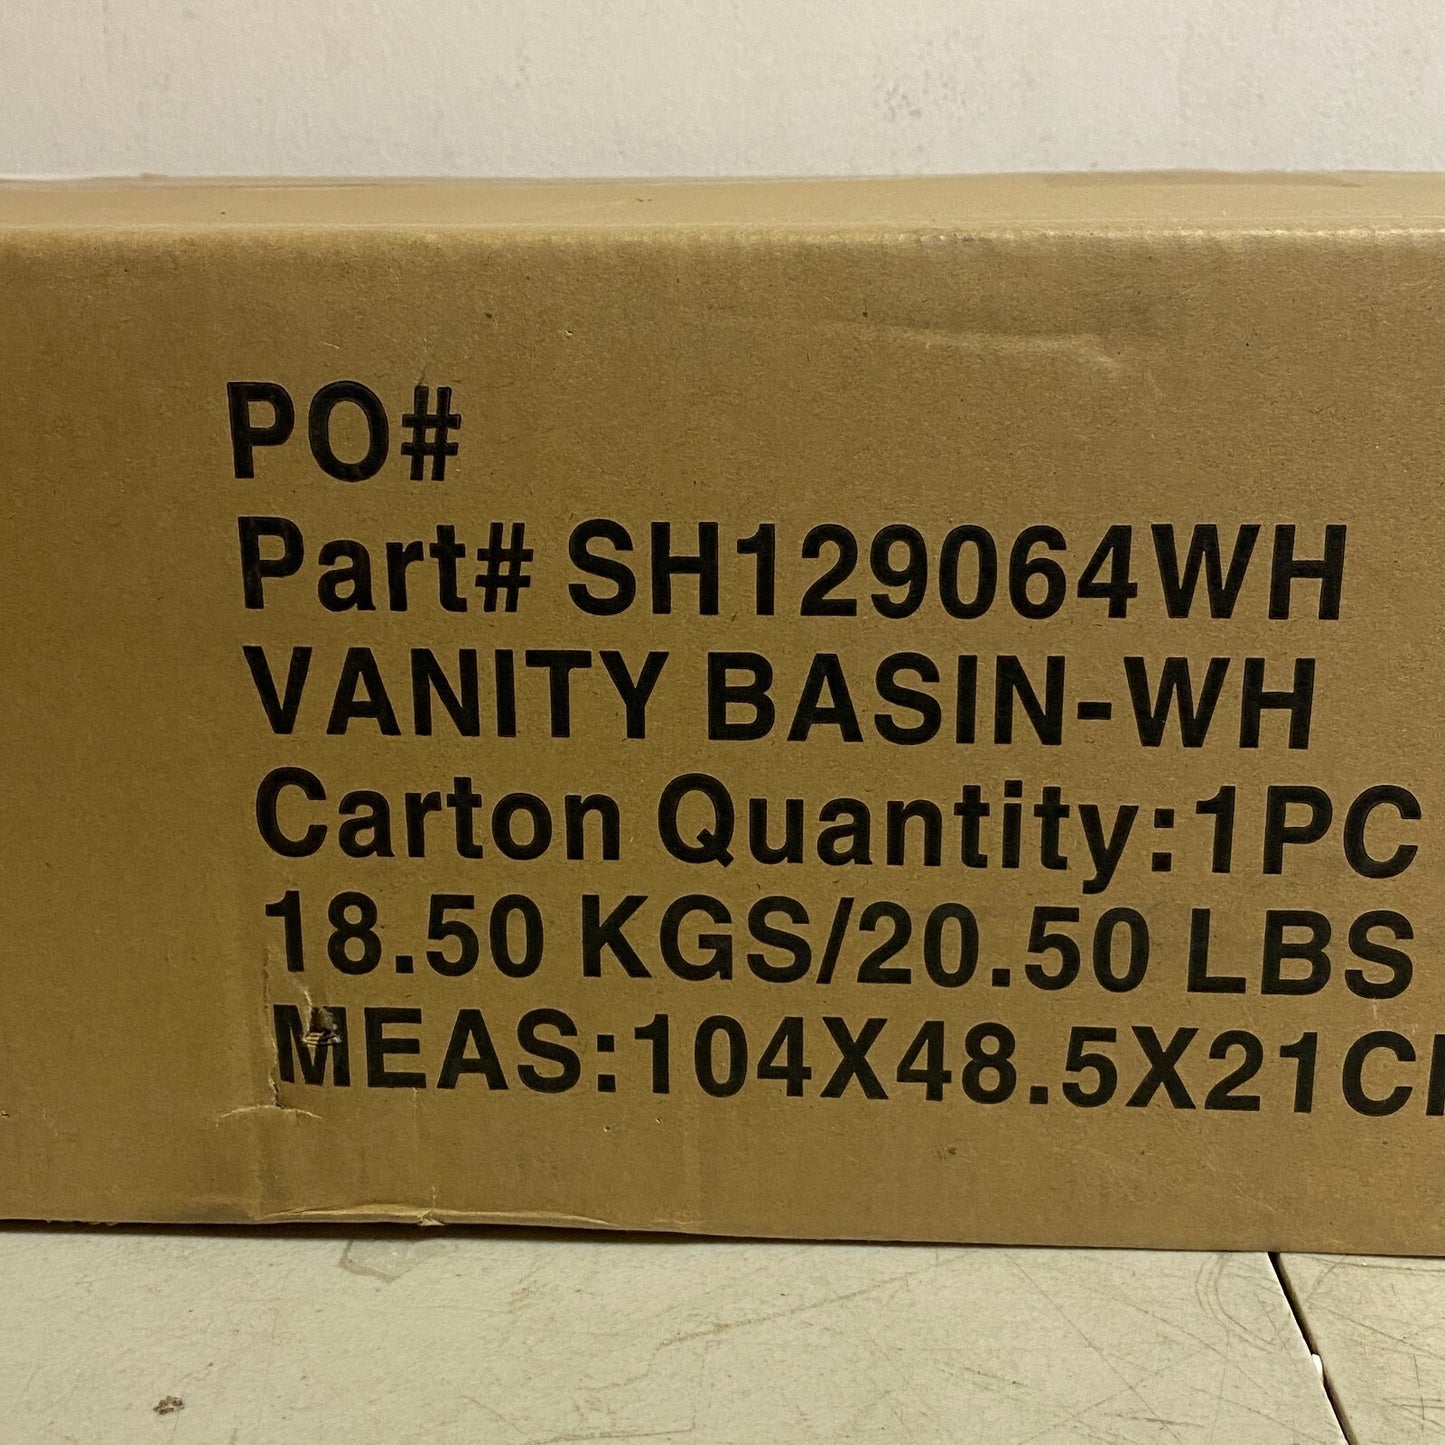 PO#
Part# SH129064WH
VANITY BASIN-WH
Carton Quantity:1PC
18.50 KGS/20.50 LBS
MEAS:104X48.5X21C